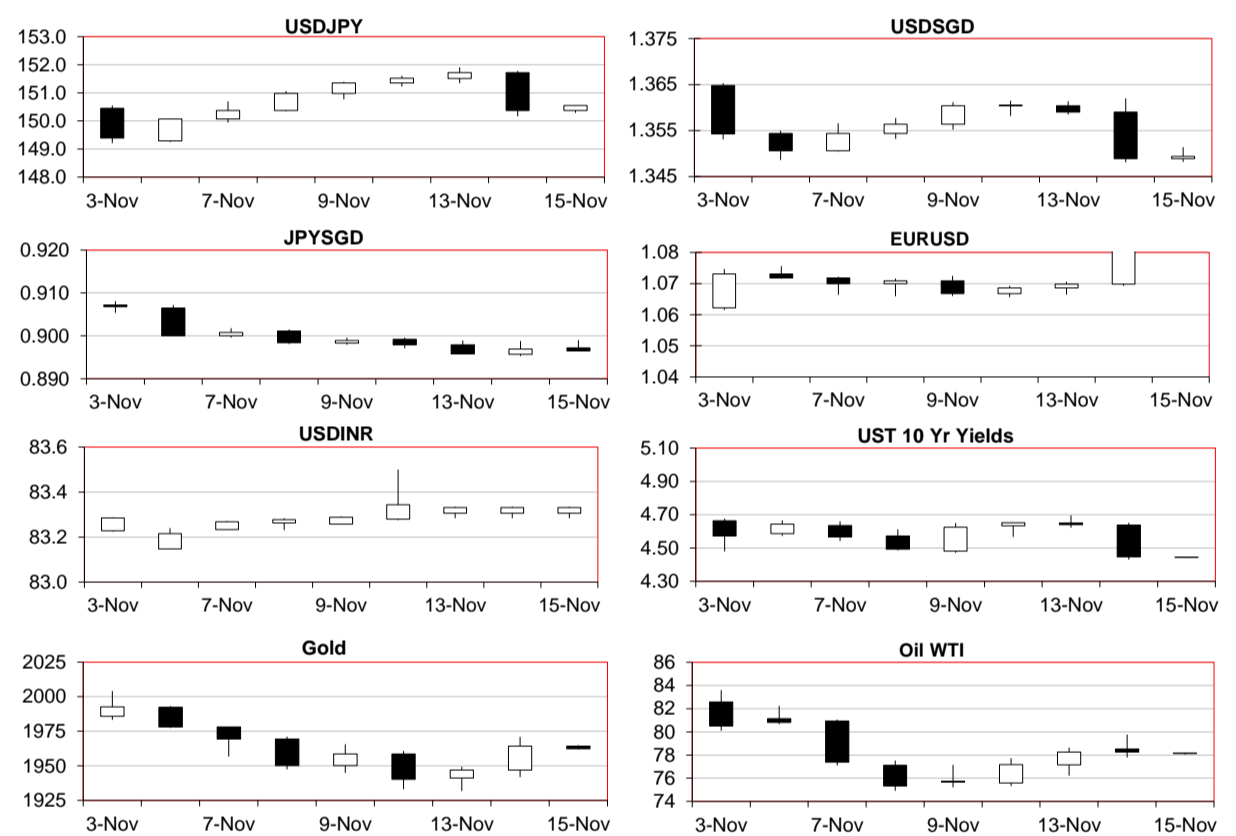 USDJPY
153.0
152.0
151.0
150.0
149.0
148.0
3-Nov 7-Nov 9-Nov 13-Nov 15-Nov
USDSGD
1.375
1.365
1.355
1.345
3-Nov 7-Nov 9-Nov 13-Nov 15-Nov
JPYSGD
0.920
0.910
0.900
0.890
3-Nov 7-Nov 9-Nov 13-Nov 15-Nov
EURUSD
1.08
1.07
1.06
1.05
1.04
3-Nov 7-Nov 9-Nov 13-Nov 15-Nov
USDINR
83.6
83.4
83.2
83.0
3-Nov 7-Nov 9-Nov 13-Nov 15-Nov
UST 10 Yr Yields
5.10
4.90
4.70
4.50
4.30
3-Nov 7-Nov 9-Nov 13-Nov 15-Nov
Gold
2025
2000
1975
1950
1925
3-Nov 7-Nov 9-Nov 13-Nov 15-Nov
Oil WTI
86
84
82
80
78
76
74
3-Nov 7-Nov 9-Nov 13-Nov 15-Nov